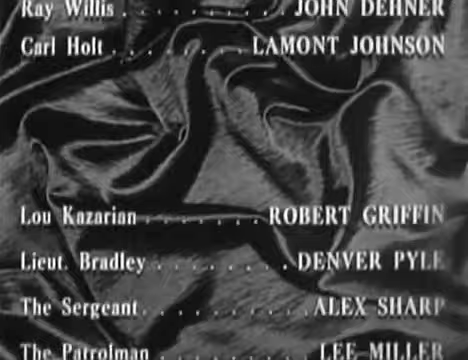 Ray Willis . . . . . . . . . . JOHN DEHNER
Carl Holt . . . . . . . . LAMONT JOHNSON
Lou Kazarian . . . . . . . ROBERT GRIFFIN
Lieut. Bradley . . . . . . . . DENVER PYLE
The Sergeant . . . . . . . . . . ALEX SHARP
The Patrolman LEE MILLER